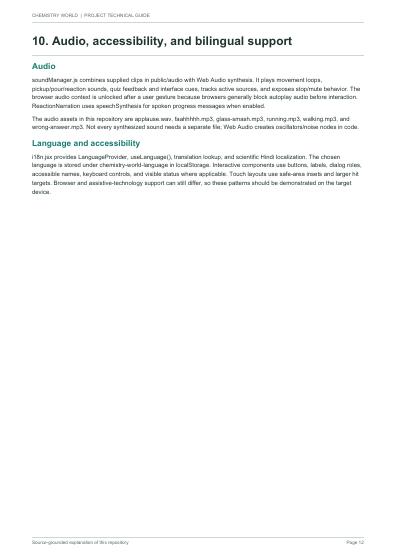 CHEMISTRY WORLD | PROJECT TECHNICAL GUIDE
10. Audio, accessibility, and bilingual support
Audio
soundManager.js combines supplied clips in public/audio with Web Audio synthesis. It plays movement loops,
pickup/pour/reaction sounds, quiz feedback and interface cues, tracks active sources, and exposes stop/mute behavior. The
browser audio context is unlocked after a user gesture because browsers generally block autoplay audio before interaction.
ReactionNarration uses speechSynthesis for spoken progress messages when enabled.
The audio assets in this repository are applause.wav, faahhhhh.mp3, glass-smash.mp3, running.mp3, walking.mp3, and
wrong-answer.mp3. Not every synthesized sound needs a separate file; Web Audio creates oscillators/noise nodes in code.
Language and accessibility
i18n.jsx provides LanguageProvider, useLanguage(), translation lookup, and scientific Hindi localization. The chosen
language is stored under chemistry-world-language in localStorage. Interactive components use buttons, labels, dialog roles,
accessible names, keyboard controls, and visible status where applicable. Touch layouts use safe-area insets and larger hit
targets. Browser and assistive-technology support can still differ, so these patterns should be demonstrated on the target
device.
Source-grounded explanation of this repository
Page 12